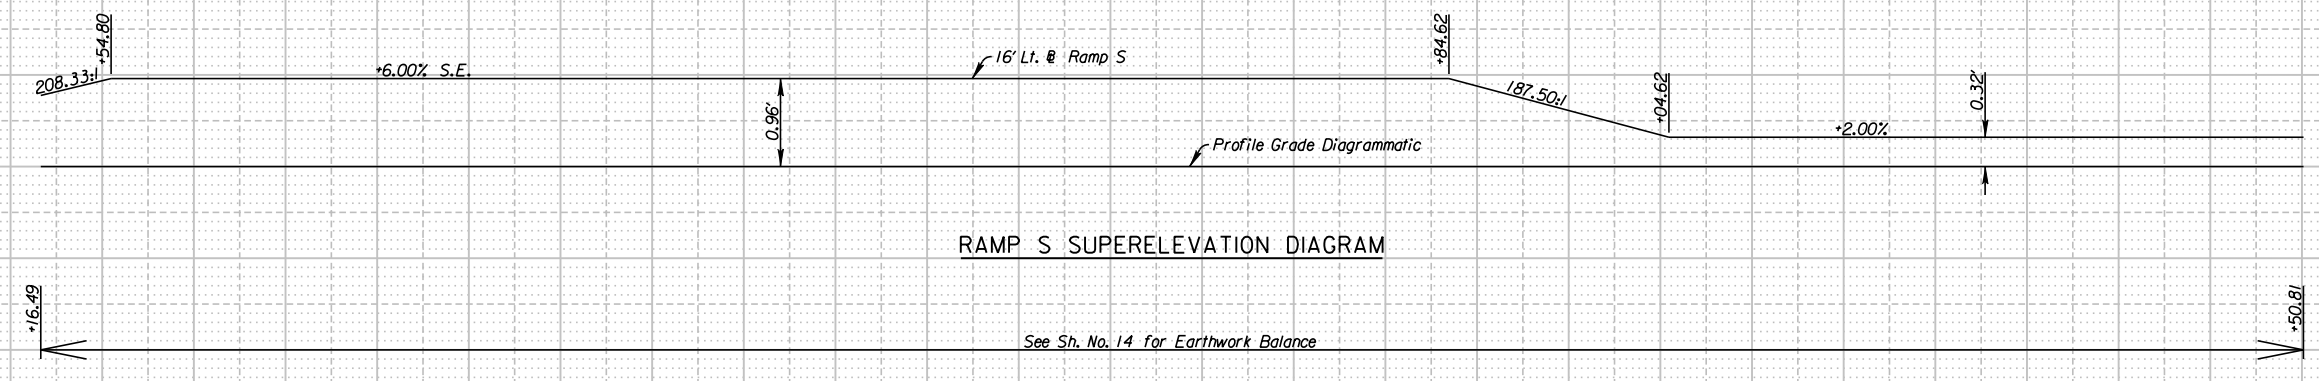 +54.80
+84.62
208.33:1
+6.00% S.E.
16' Lt. ℄ Ramp S
187.50:1
+04.62
0.32'
0.96'
+2.00%
Profile Grade Diagrammatic
RAMP S SUPERELEVATION DIAGRAM
+16.49
+50.81
See Sh. No. 14 for Earthwork Balance